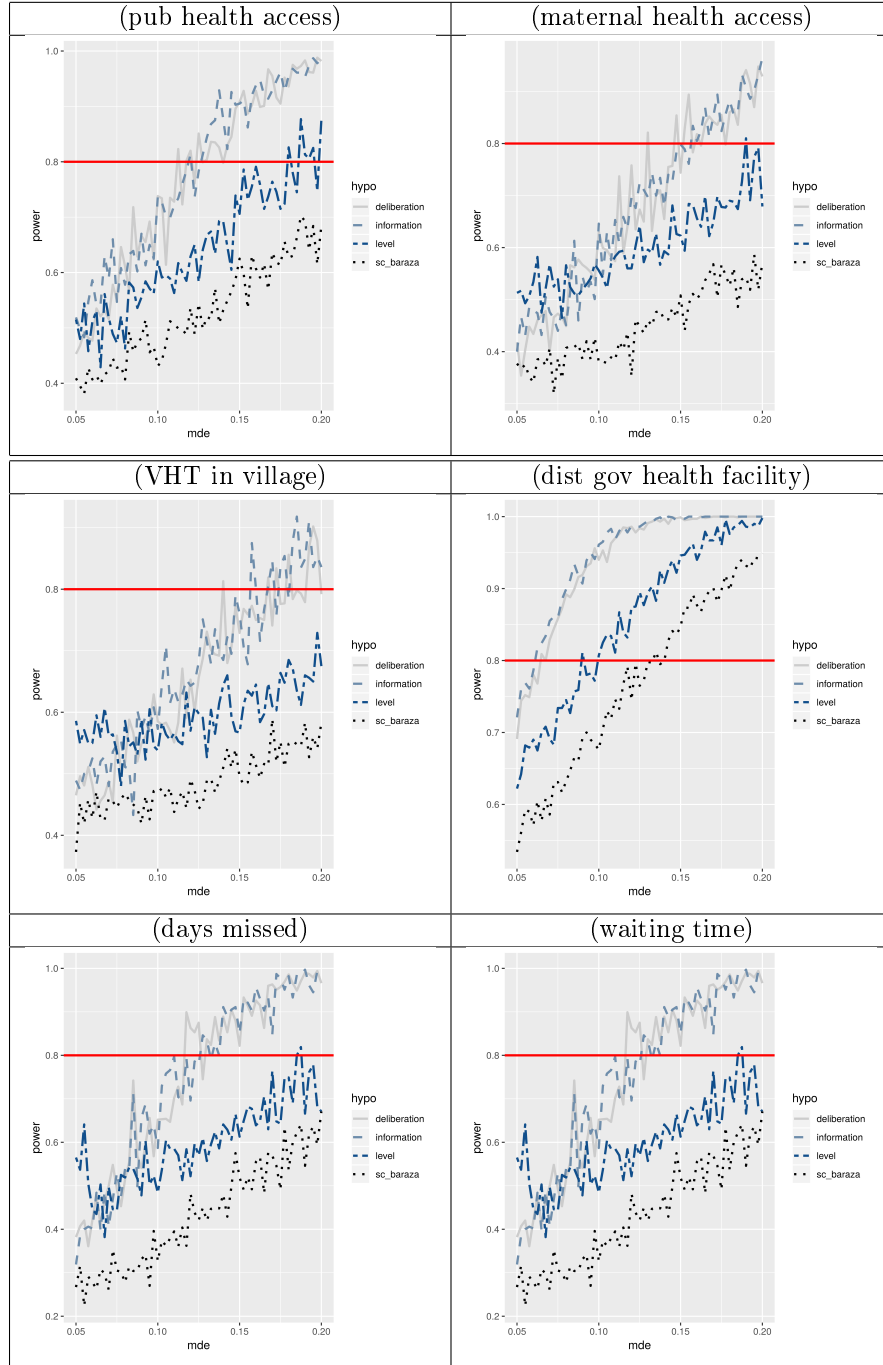 (pub health access)
1.0
0.8
0.6
0.4
power
0.05
0.10
0.15
0.20
mde
hypo
deliberation
information
level
sc_baraza
(maternal health access)
0.8
0.6
0.4
power
0.05
0.10
0.15
0.20
mde
hypo
deliberation
information
level
sc_baraza
(VHT in village)
0.8
0.6
0.4
power
0.05
0.10
0.15
0.20
mde
hypo
deliberation
information
level
sc_baraza
(dist gov health facility)
1.0
0.9
0.8
0.7
0.6
power
0.05
0.10
0.15
0.20
mde
hypo
deliberation
information
level
sc_baraza
(days missed)
1.0
0.8
0.6
0.4
0.2
power
0.05
0.10
0.15
0.20
mde
hypo
deliberation
information
level
sc_baraza
(waiting time)
1.0
0.8
0.6
0.4
0.2
power
0.05
0.10
0.15
0.20
mde
hypo
deliberation
information
level
sc_baraza